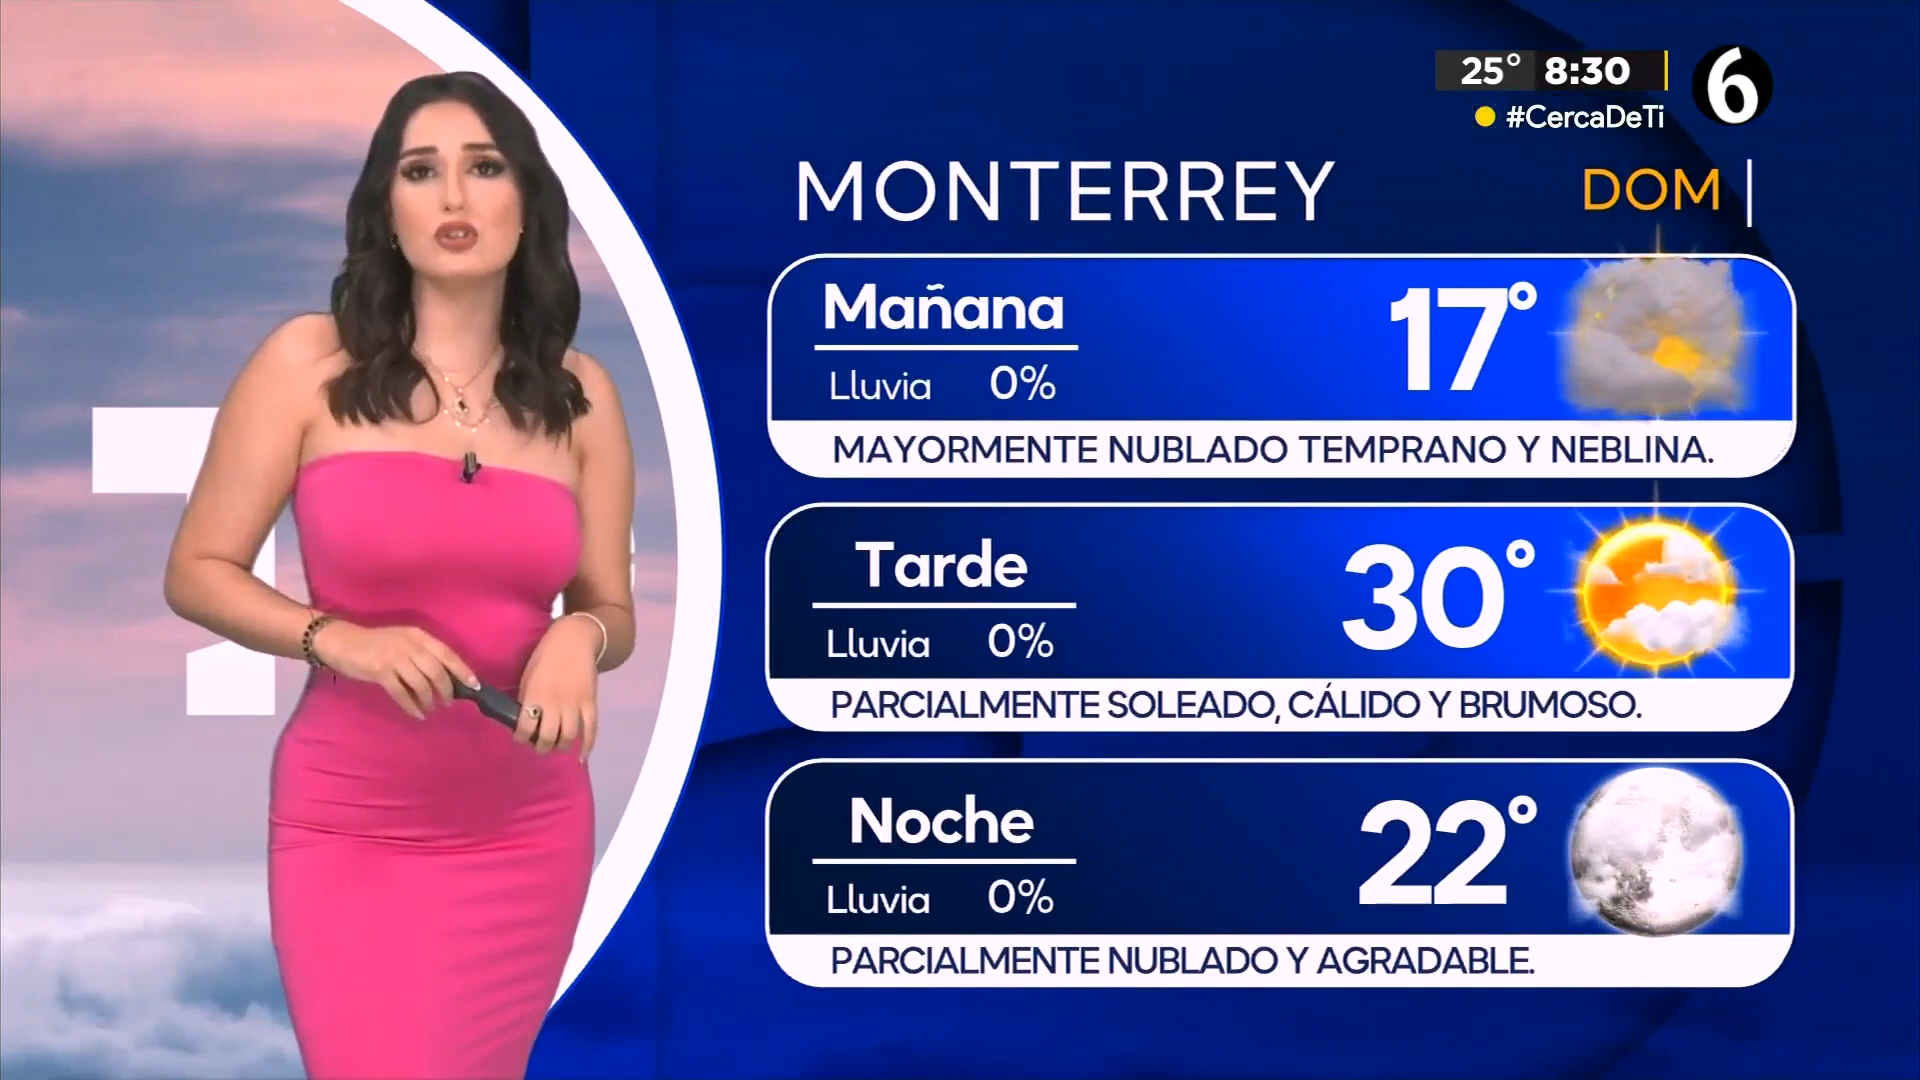 25° 8:30
6
#CercaDeTi
MONTERREY DOM
Mañana
17°
Lluvia 0%
MAYORMENTE NUBLADO TEMPRANO Y NEBLINA.
Tarde
30°
Lluvia 0%
PARCIALMENTE SOLEADO, CÁLIDO Y BRUMOSO.
Noche
22°
Lluvia 0%
PARCIALMENTE NUBLADO Y AGRADABLE.